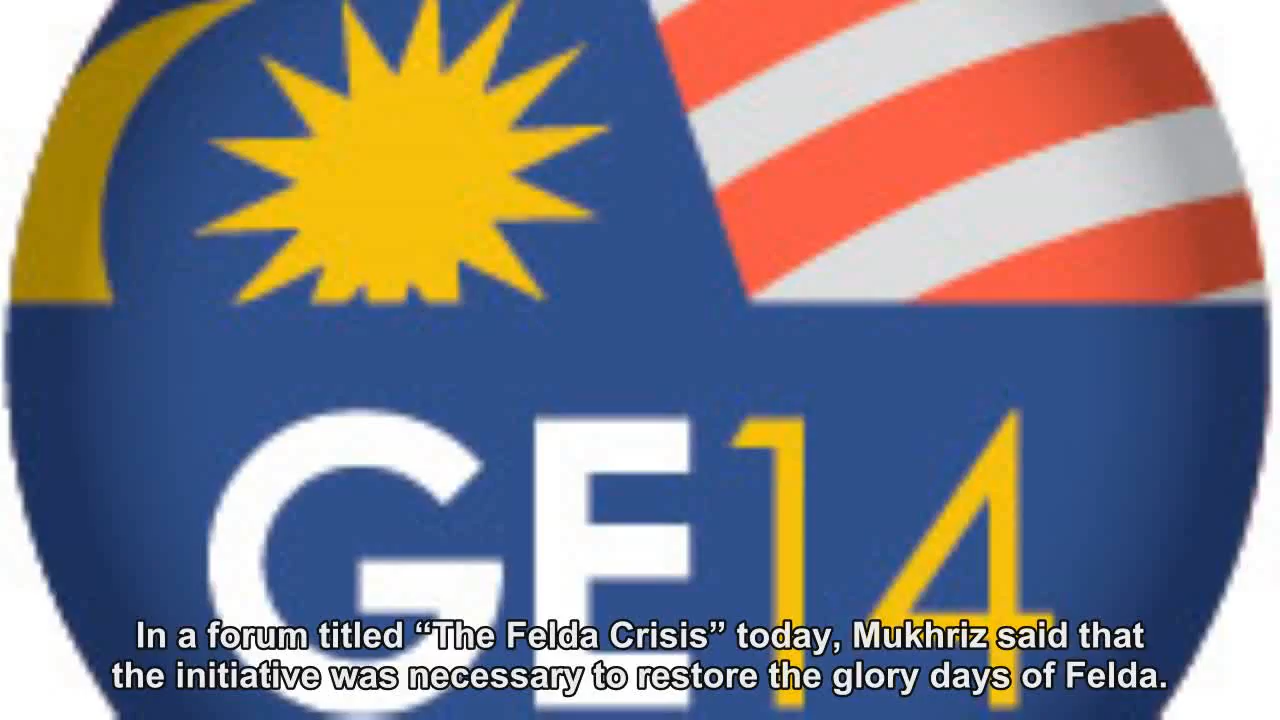 GE14
In a forum titled “The Felda Crisis” today, Mukhriz said that
the initiative was necessary to restore the glory days of Felda.